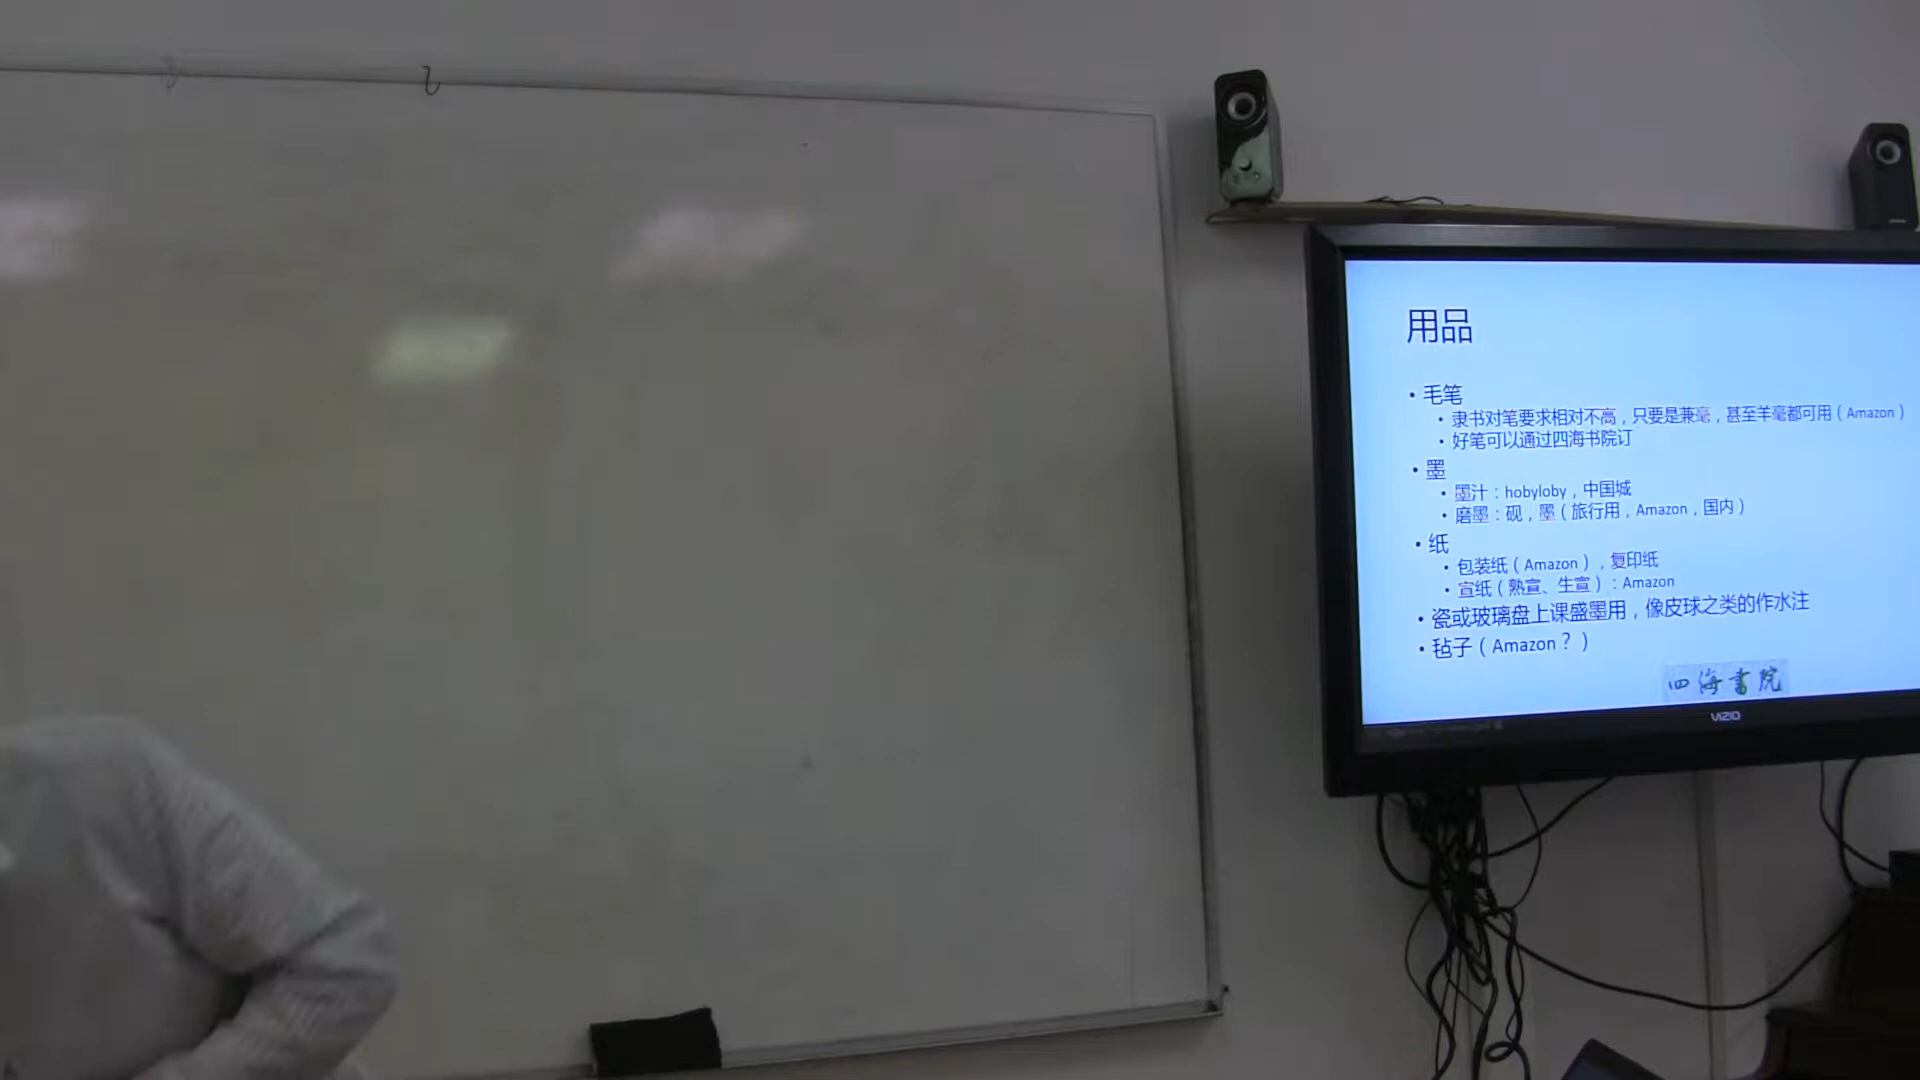 用品
• 毛笔
• 隶书对笔要求相对不高，只要是兼毫，甚至羊毫都可用（Amazon）
• 好笔可以通过四海书院订
• 墨
• 墨汁：hobyloby，中国城
• 磨墨：砚，墨（旅行用，Amazon，国内）
• 纸
• 包装纸（Amazon），复印纸
• 宣纸（熟宣、生宣）：Amazon
• 瓷或玻璃盘上课盛墨用，像皮球之类的作水注
• 毡子（Amazon？）
四海書院
VIZIO